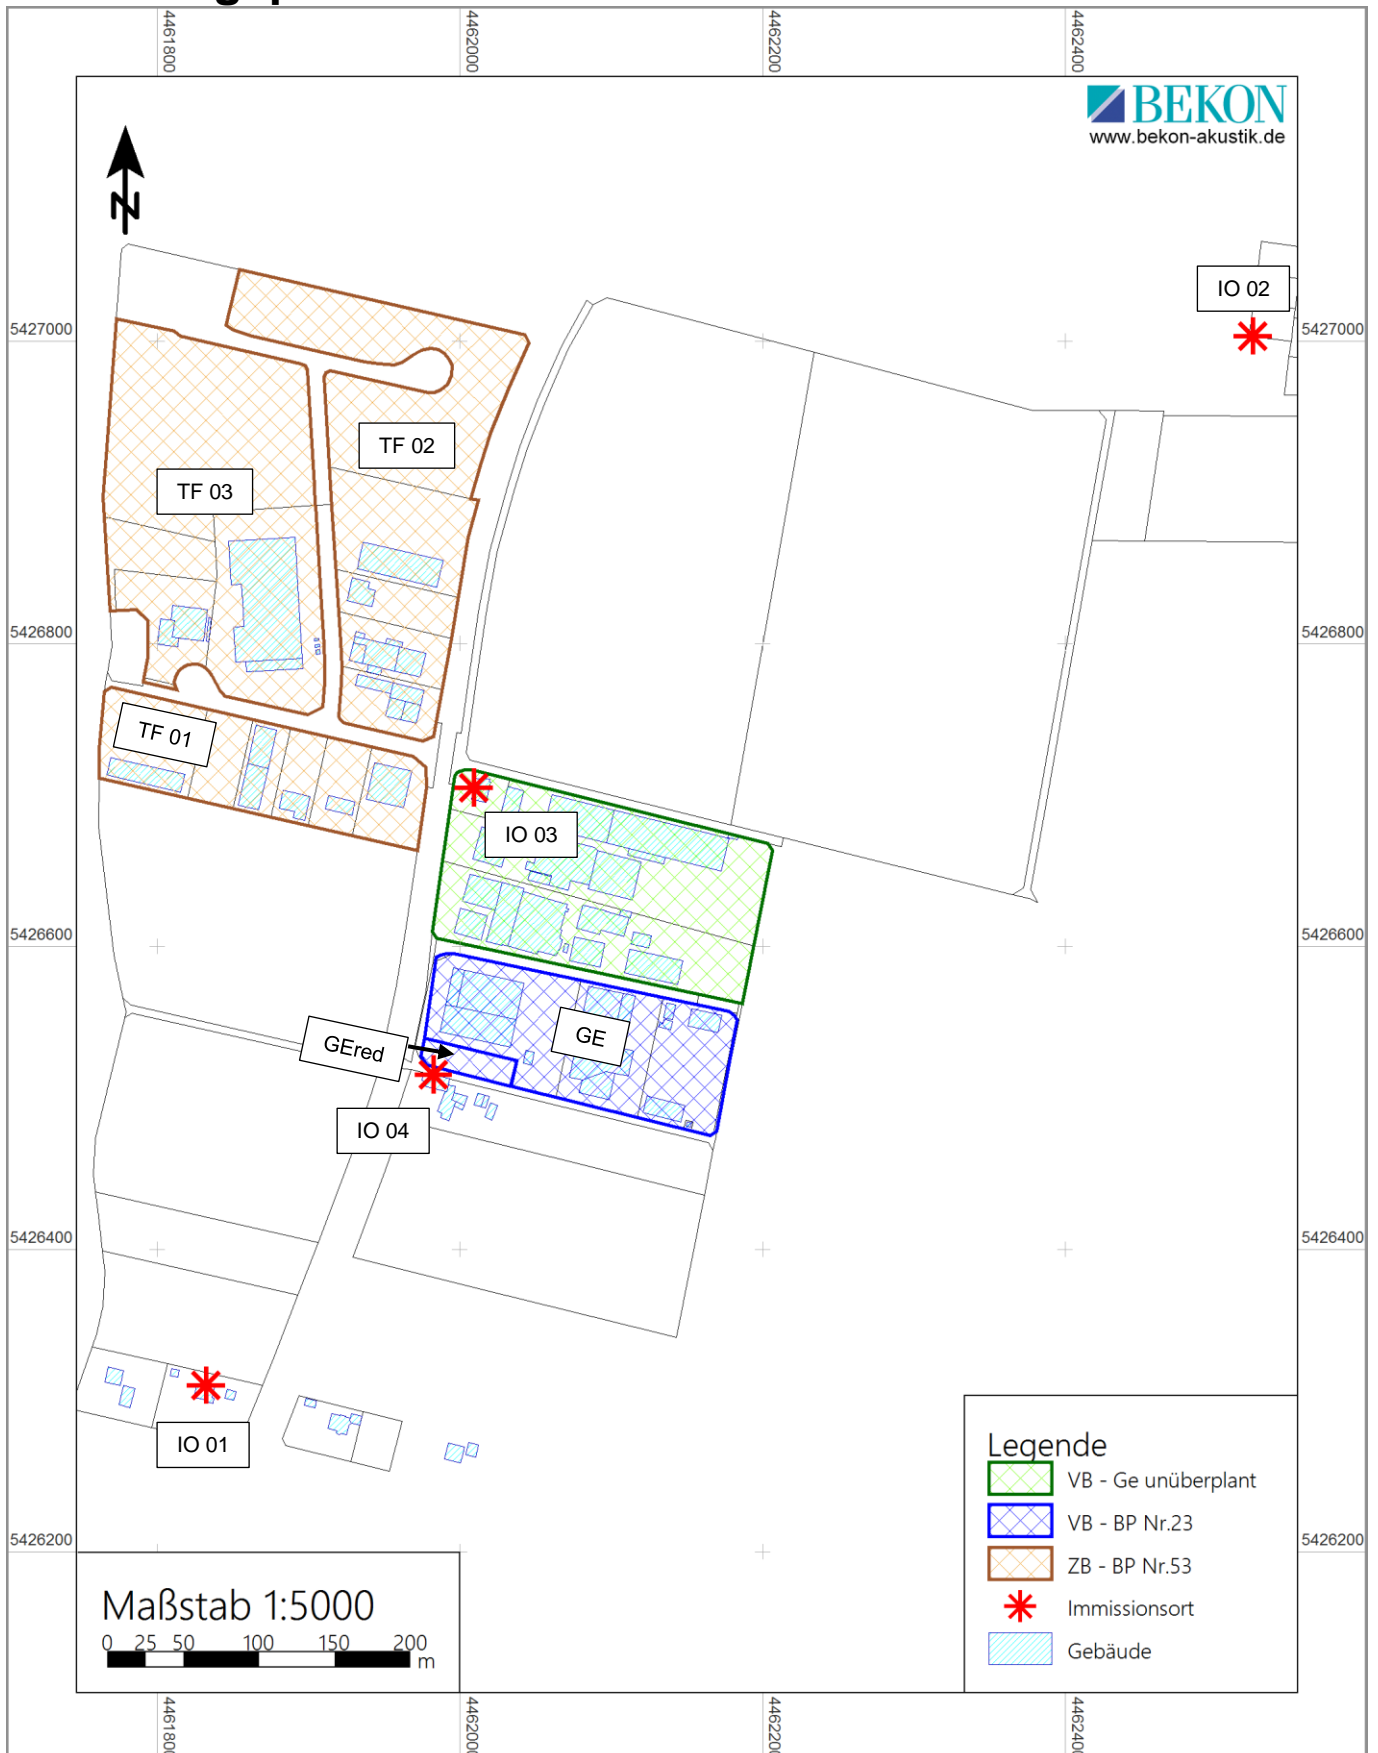 4461800
4462000
4462200
4462400
BEKON
www.bekon-akustik.de
N
IO 02
5427000
5427000
TF 02
TF 03
5426800
5426800
TF 01
IO 03
5426600
5426600
GE
GEred
IO 04
5426400
5426400
IO 01
Legende
VB - Ge unüberplant
VB - BP Nr.23
ZB - BP Nr.53
Immissionsort
Gebäude
5426200
5426200
Maßstab 1:5000
0 25 50 100 150 200
m
4461800
4462000
4462200
4462400